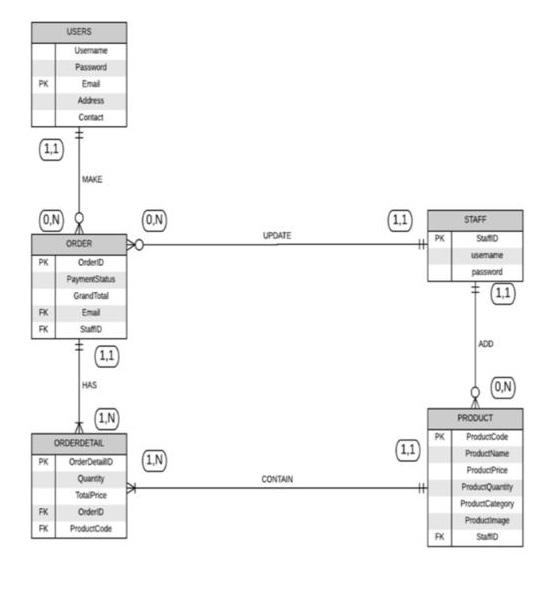 USERS
Username
Password
PK Email
Address
Contact
1,1
MAKE
0,N
0,N
UPDATE
1,1
ORDER
PK OrderID
PaymentStatus
GrandTotal
FK Email
FK StaffID
STAFF
PK StaffID
username
password
1,1
1,1
HAS
ADD
1,N
0,N
ORDERDETAIL
PK OrderDetailID
Quantity
TotalPrice
FK OrderID
FK ProductCode
1,N
CONTAIN
1,1
PRODUCT
PK ProductCode
ProductName
ProductPrice
ProductQuantity
ProductCategory
ProductImage
FK StaffID